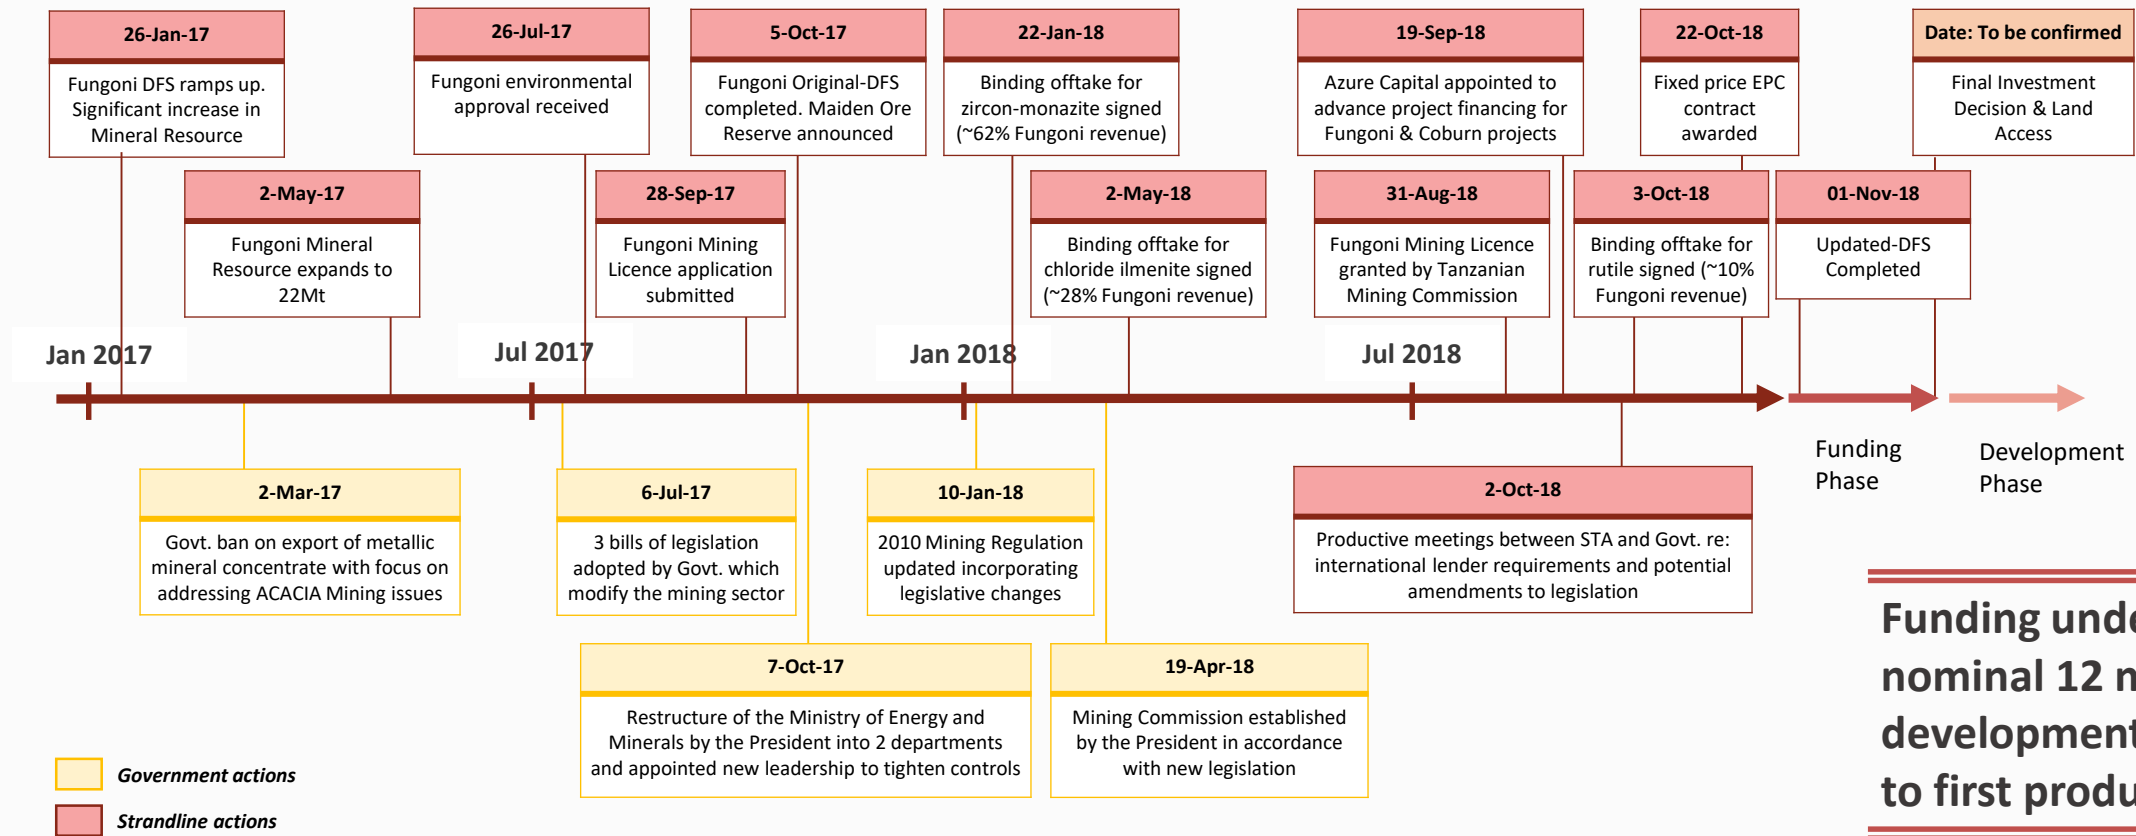 26-Jan-17
Fungoni DFS ramps up.
Significant increase in
Mineral Resource
26-Jul-17
Fungoni environmental
approval received
5-Oct-17
Fungoni Original-DFS
completed. Maiden Ore
Reserve announced
22-Jan-18
Binding offtake for
zircon-monazite signed
(~62% Fungoni revenue)
19-Sep-18
Azure Capital appointed to
advance project financing for
Fungoni & Coburn projects
22-Oct-18
Fixed price EPC
contract
awarded
Date: To be confirmed
Final Investment
Decision & Land
Access
2-May-17
Fungoni Mineral
Resource expands to
22Mt
28-Sep-17
Fungoni Mining
Licence application
submitted
2-May-18
Binding offtake for
chloride ilmenite signed
(~28% Fungoni revenue)
31-Aug-18
Fungoni Mining Licence
granted by Tanzanian
Mining Commission
3-Oct-18
Binding offtake for
rutile signed (~10%
Fungoni revenue)
01-Nov-18
Updated-DFS
Completed
Jan 2017
Jul 2017
Jan 2018
Jul 2018
Funding
Phase
Development
Phase
2-Mar-17
Govt. ban on export of metallic
mineral concentrate with focus on
addressing ACACIA Mining issues
6-Jul-17
3 bills of legislation
adopted by Govt. which
modify the mining sector
10-Jan-18
2010 Mining Regulation
updated incorporating
legislative changes
2-Oct-18
Productive meetings between STA and Govt. re:
international lender requirements and potential
amendments to legislation
7-Oct-17
Restructure of the Ministry of Energy and
Minerals by the President into 2 departments
and appointed new leadership to tighten controls
19-Apr-18
Mining Commission established
by the President in accordance
with new legislation
Government actions
Strandline actions
Funding
nominal 12
development
to first